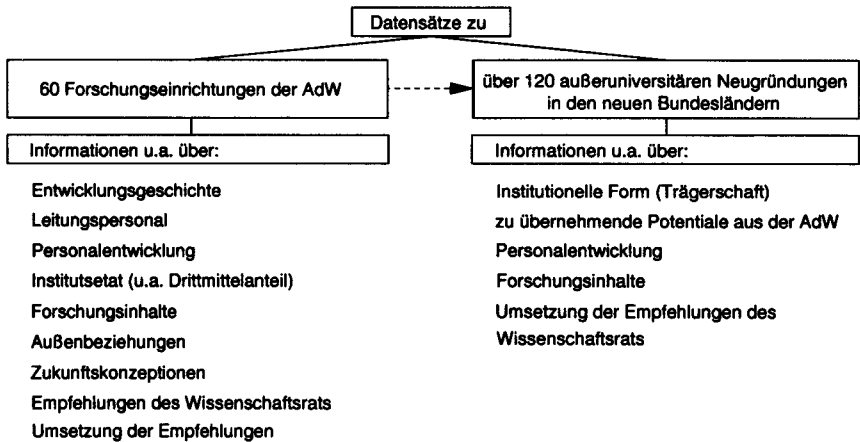 Datensätze zu
60 Forschungseinrichtungen der AdW
über 120 außeruniversitären Neugründungen
in den neuen Bundesländern
Informationen u.a. über:
Entwicklungsgeschichte
Leitungspersonal
Personalentwicklung
Institutsetat (u.a. Drittmittelanteil)
Forschungsinhalte
Außenbeziehungen
Zukunftskonzeptionen
Empfehlungen des Wissenschaftsrats
Umsetzung der Empfehlungen
Informationen u.a. über:
Institutionelle Form (Trägerschaft)
zu übernehmende Potentiale aus der AdW
Personalentwicklung
Forschungsinhalte
Umsetzung der Empfehlungen des
Wissenschaftsrats